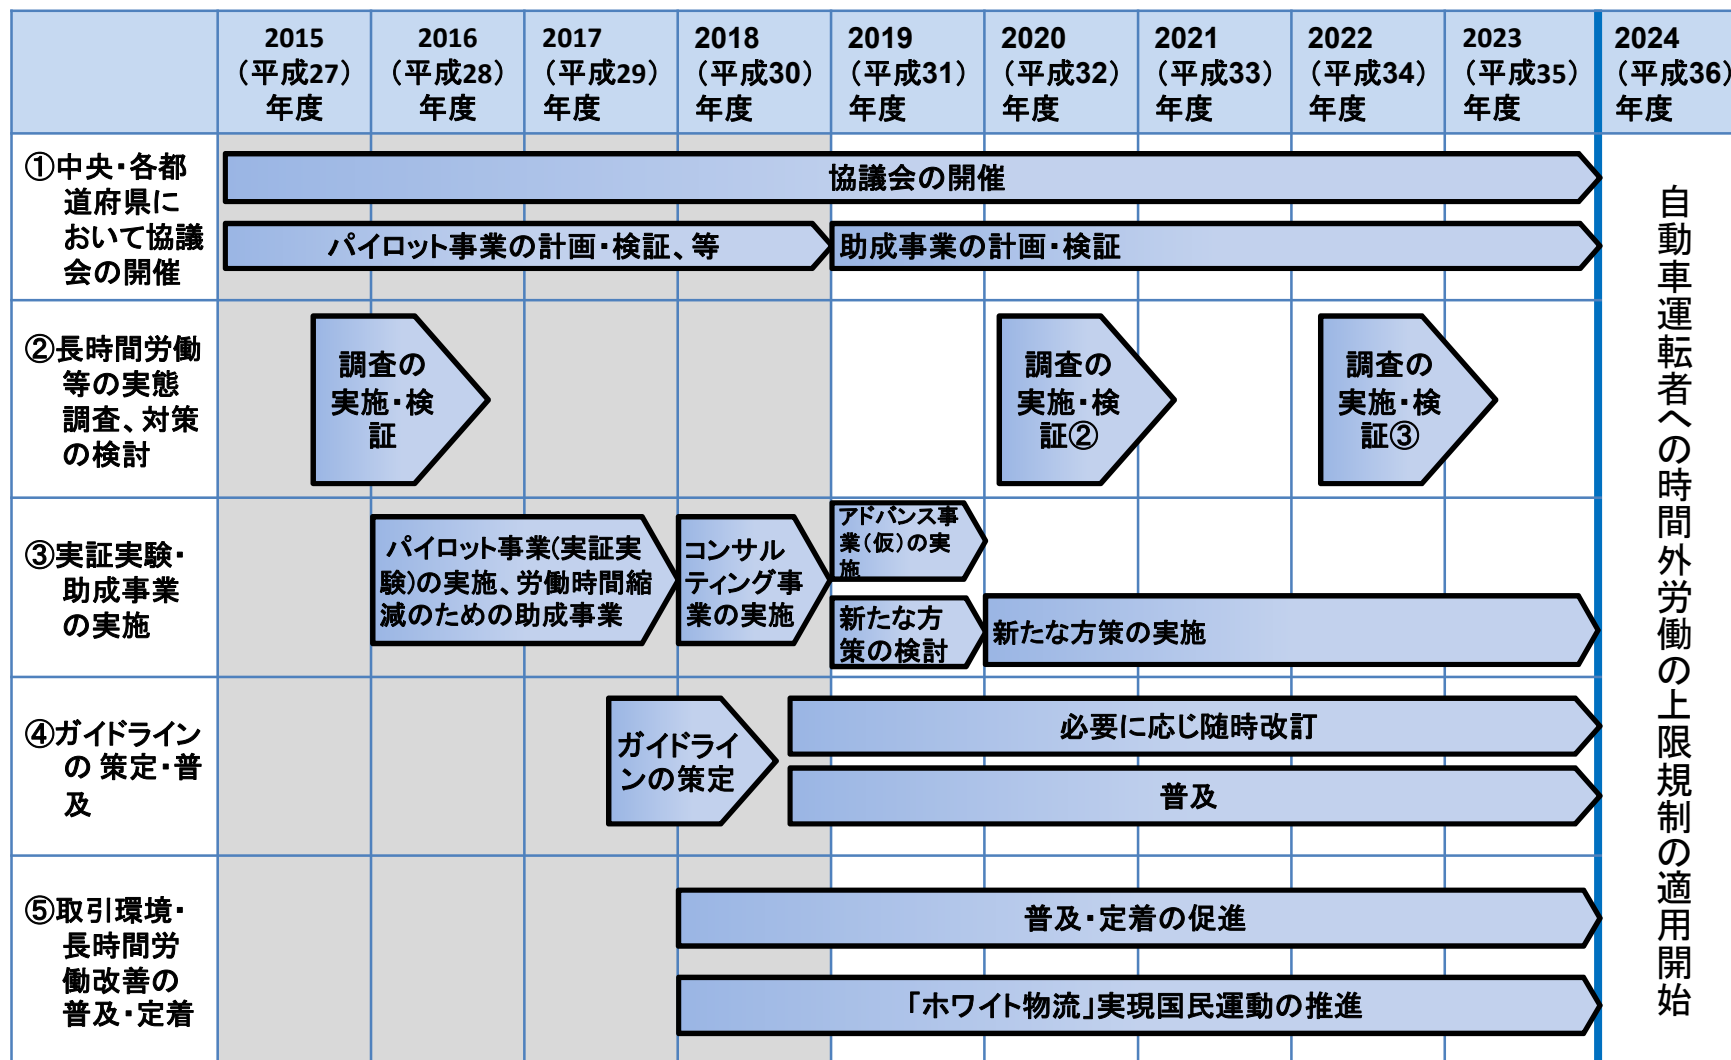 2015
（平成27）
年度
2016
（平成28）
年度
2017
（平成29）
年度
2018
（平成30）
年度
2019
（平成31）
年度
2020
（平成32）
年度
2021
（平成33）
年度
2022
（平成34）
年度
2023
（平成35）
年度
2024
（平成36）
年度
①中央・各都
道府県に
おいて協議
会の開催
協議会の開催
パイロット事業の計画・検証、等
助成事業の計画・検証
②長時間労働
等の実態
調査、対策
の検討
調査の
実施・検
証
調査の
実施・検
証②
調査の
実施・検
証③
③実証実験・
助成事業
の実施
パイロット事業(実証実
験)の実施、労働時間縮
減のための助成事業
コンサル
ティング事
業の実施
アドバンス事
業（仮）の実
施
新たな方
策の検討
新たな方策の実施
④ガイドライン
の 策定・普
及
ガイドライ
ンの策定
必要に応じ随時改訂
普及
⑤取引環境・
長時間労
働改善の
普及・定着
普及・定着の促進
「ホワイト物流」実現国民運動の推進
自動車運転者への時間外労働の上限規制の適用開始